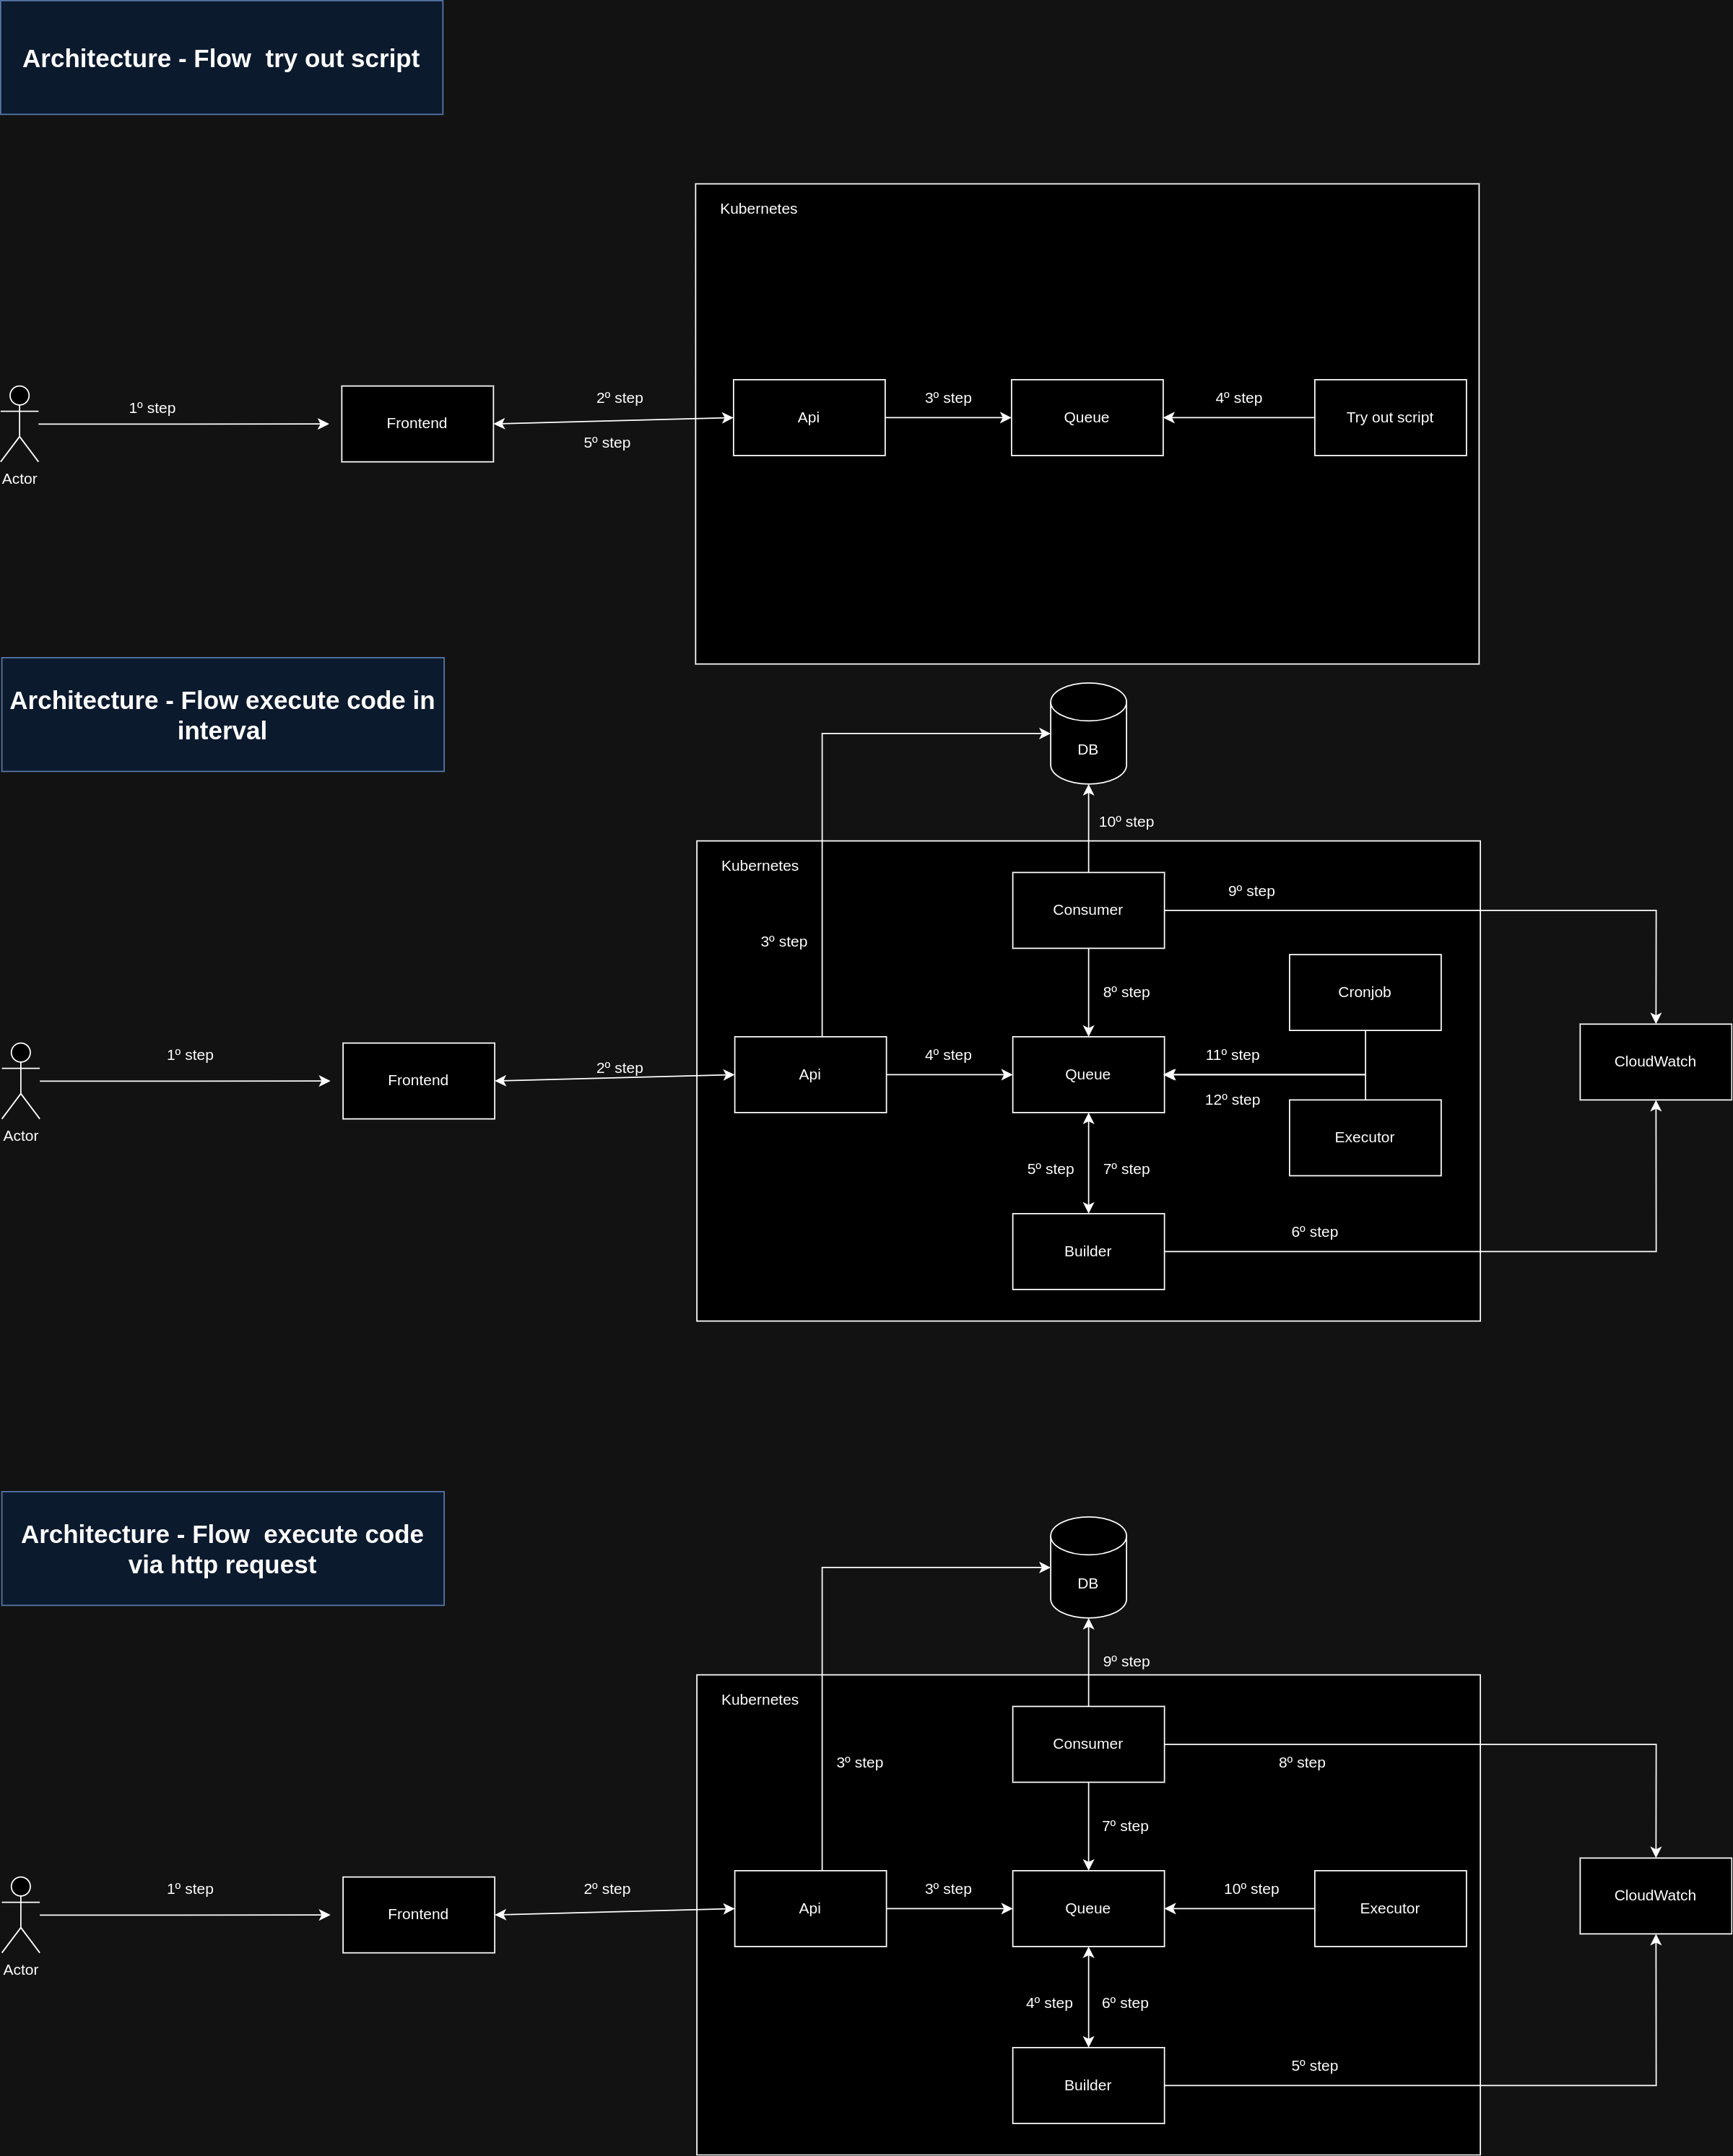 Architecture - Flow  try out script
Kubernetes
1º step
Frontend
2º step
5º step
Api
3º step
Queue
4º step
Try out script
Actor
Architecture - Flow execute code in
interval
DB
10º step
Kubernetes
Consumer
9º step
3º step
8º step
Cronjob
1º step
Frontend
2º step
Api
4º step
Queue
11º step
12º step
CloudWatch
Actor
Executor
5º step
7º step
6º step
Builder
Architecture - Flow  execute code
via http request
DB
9º step
Kubernetes
Consumer
3º step
8º step
7º step
1º step
Frontend
2º step
Api
3º step
Queue
10º step
Executor
CloudWatch
Actor
4º step
6º step
5º step
Builder